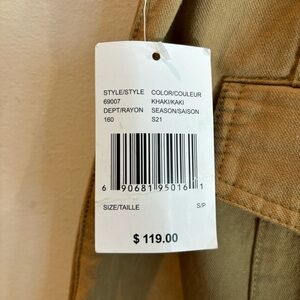 STYLE/STYLE COLOR/COULEUR
69007 KHAKI/KAKI
DEPT/RAYON SEASON/SAISON
160 S21
6 90681 95016 1
SIZE/TAILLE S/P
$ 119.00